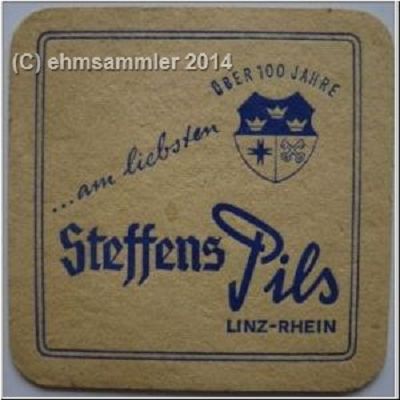 (C) ehmsammler 2014
ÜBER 100 JAHRE
...am liebsten
Steffens Pils
LINZ-RHEIN